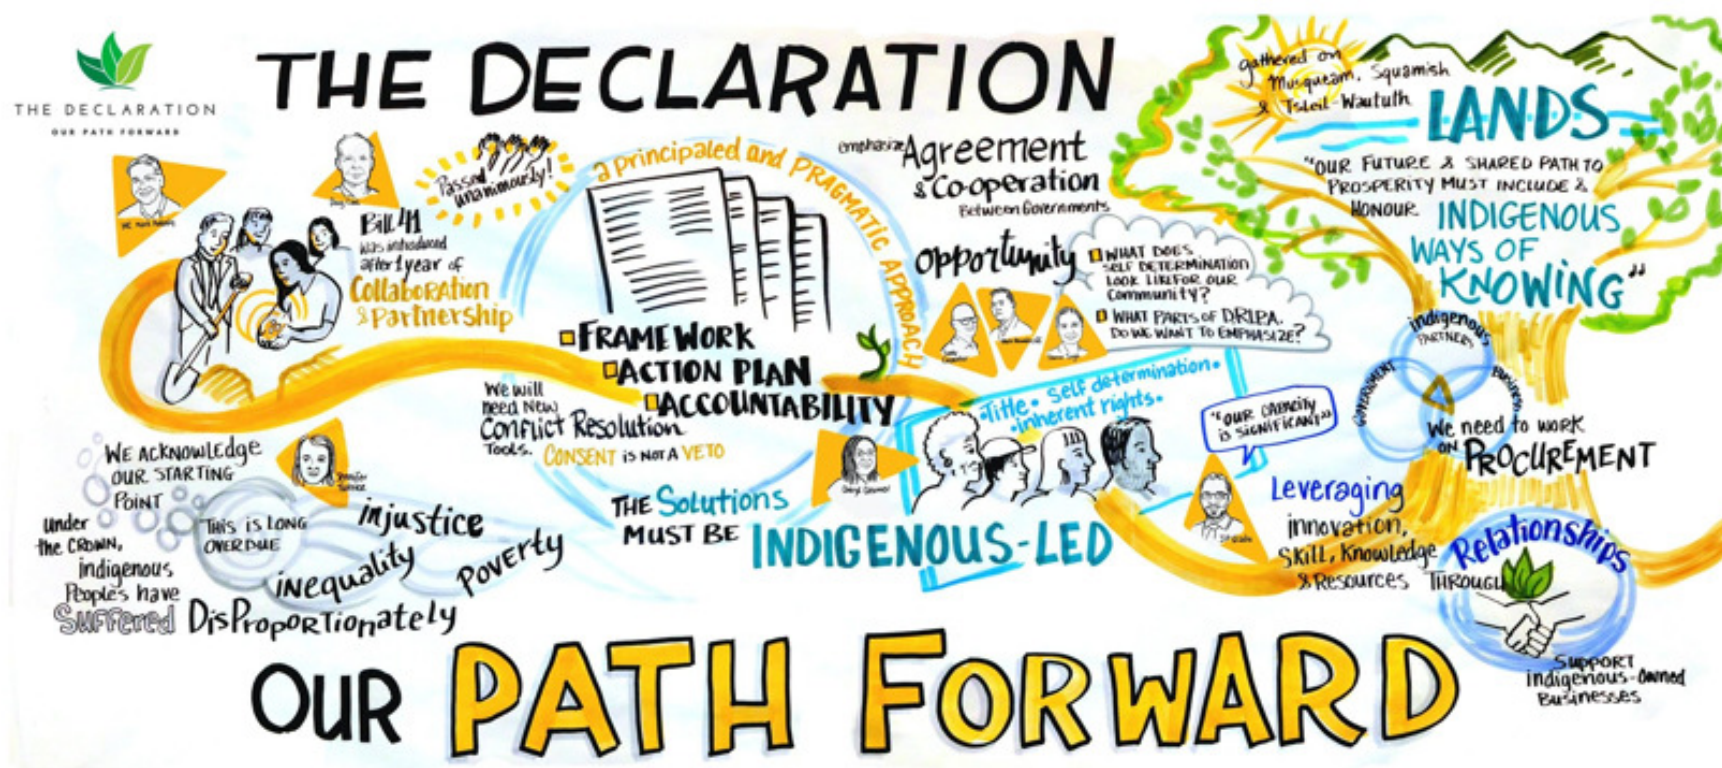 THE DECLARATION
OUR PATH FORWARD
THE DECLARATION
Passed
unanimously!
Bill 41
was introduced
after 1 year of
Collaboration
& Partnership
a principaled and PRAGMATIC APPROACH
FRAMEWORK
ACTION PLAN
ACCOUNTABILITY
We will
need New
Conflict Resolution
Tools.
CONSENT is NOT A VETO
emphasize Agreement
& Co-operation
Between Governments
opportunity
WHAT DOES
SELF DETERMINATION
LOOK LIKE FOR OUR
Community?
WHAT PARTS OF DRIPA
DO WE WANT TO EMPHASIZE?
gathered on
Musqueam, Squamish
& Tsleil-Waututh
LANDS
"OUR FUTURE & SHARED PATH TO
PROSPERITY MUST INCLUDE &
HONOUR INDIGENOUS
WAYS OF
KNOWING"
indigenous
PARTNERS
GOVERNMENT
BUSINESS
We need to work
on PROCUREMENT
Title • Self determination •
• inherent rights •
"OUR CAPACITY
is SIGNIFICANT"
WE ACKNOWLEDGE
OUR STARTING
POINT
THIS IS LONG
OVERDUE
under
the CROWN,
indigenous
People's have
SUFFERED DISPROPORTIONATELY
injustice
inequality
POVERTY
THE Solutions
MUST BE INDIGENOUS-LED
Leveraging
innovation,
Skill, Knowledge
& Resources THROUGH
Relationships
SUPPORT
indigenous-owned
Businesses
OUR PATH FORWARD